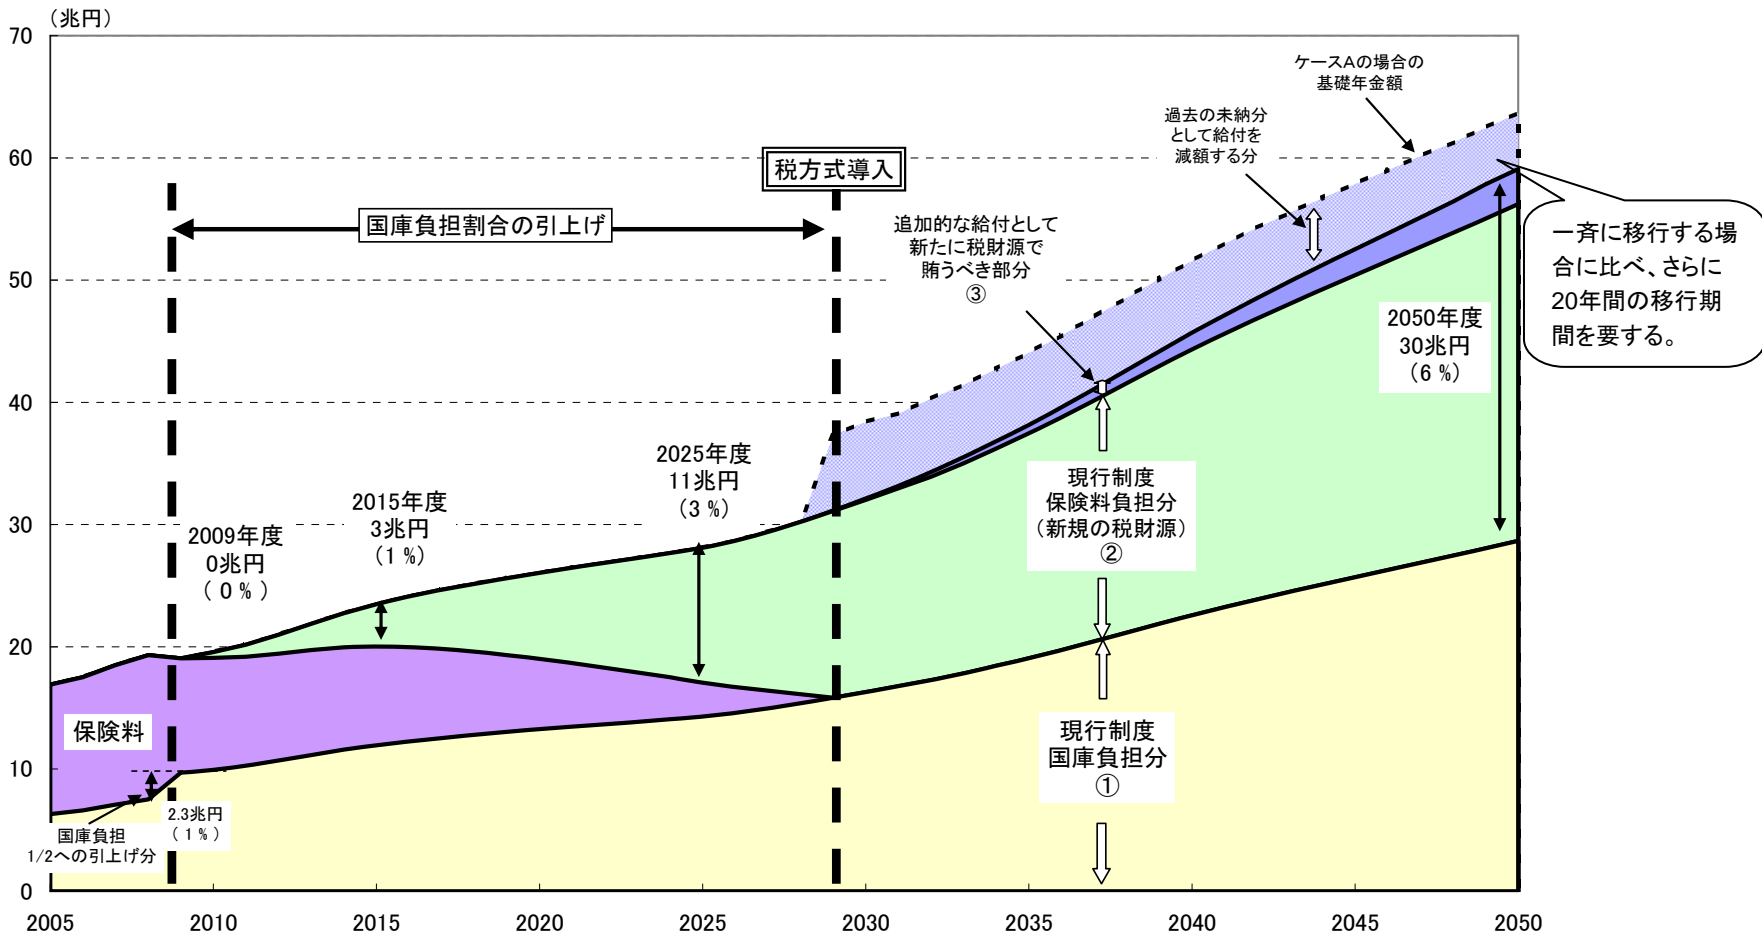 （兆円）
70
60
50
40
30
20
10
0
2005
2010
2015
2020
2025
2030
2035
2040
2045
2050
税方式導入
国庫負担割合の引上げ
ケースAの場合の
基礎年金額
過去の未納分
として給付を
減額する分
追加的な給付として
新たに税財源で
賄うべき部分
③
一斉に移行する場
合に比べ、さらに
20年間の移行期
間を要する。
2009年度
0兆円
（0%）
2015年度
3兆円
（1%）
2025年度
11兆円
（3%）
2050年度
30兆円
（6%）
現行制度
保険料負担分
（新規の税財源）
②
現行制度
国庫負担分
①
保険料
2.3兆円
（1%）
国庫負担
1/2への引上げ分